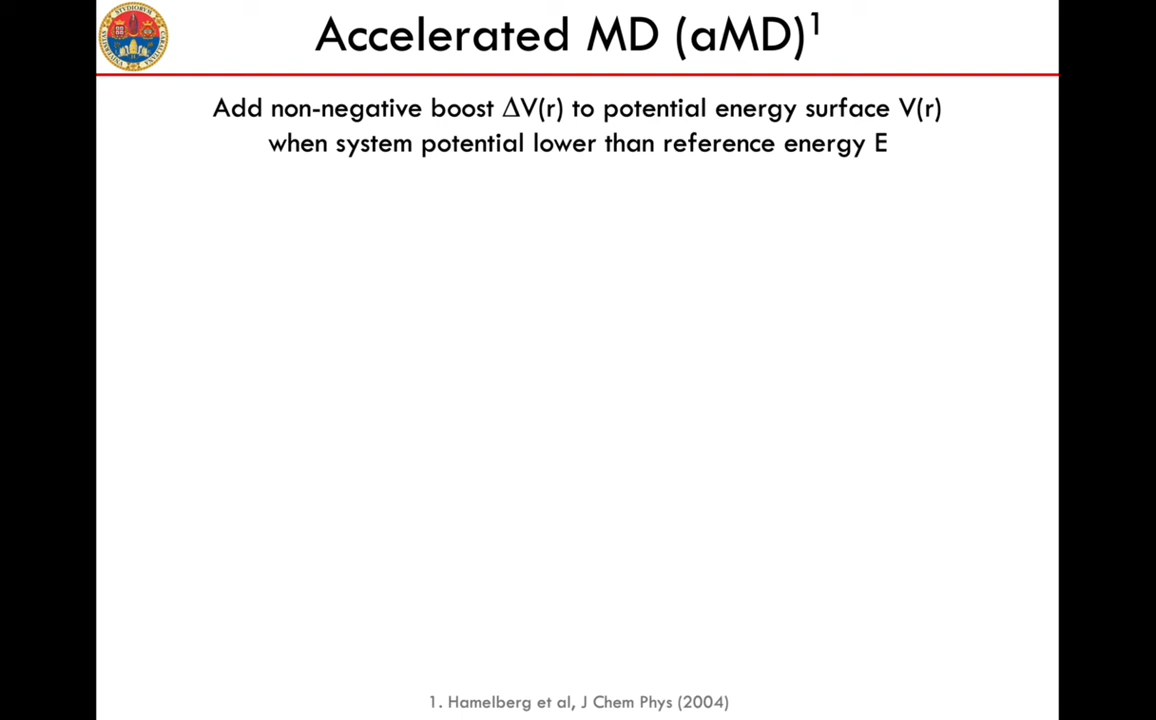 Accelerated MD (aMD)¹
Add non-negative boost ΔV(r) to potential energy surface V(r)
when system potential lower than reference energy E
1. Hamelberg et al, J Chem Phys (2004)